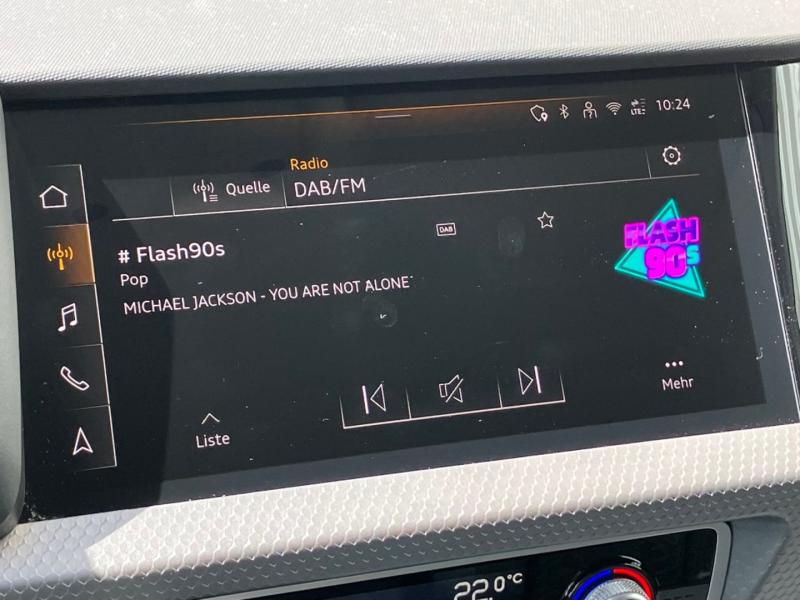 LTE 10:24
Radio
Quelle DAB/FM
# Flash90s DAB
Pop
MICHAEL JACKSON - YOU ARE NOT ALONE
FLASH
90s
Liste
Mehr
22.0°C